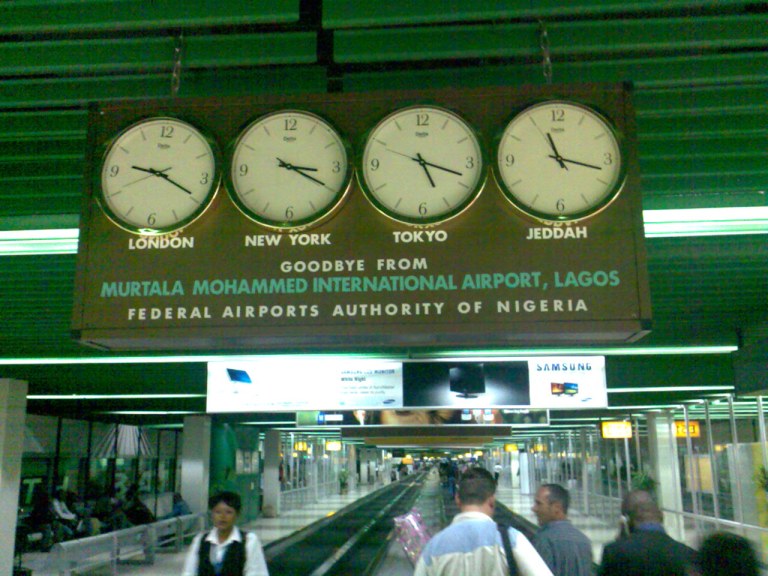 LONDON
NEW YORK
TOKYO
JEDDAH
GOODBYE FROM
MURTALA MOHAMMED INTERNATIONAL AIRPORT, LAGOS
FEDERAL AIRPORTS AUTHORITY OF NIGERIA
SAMSUNG